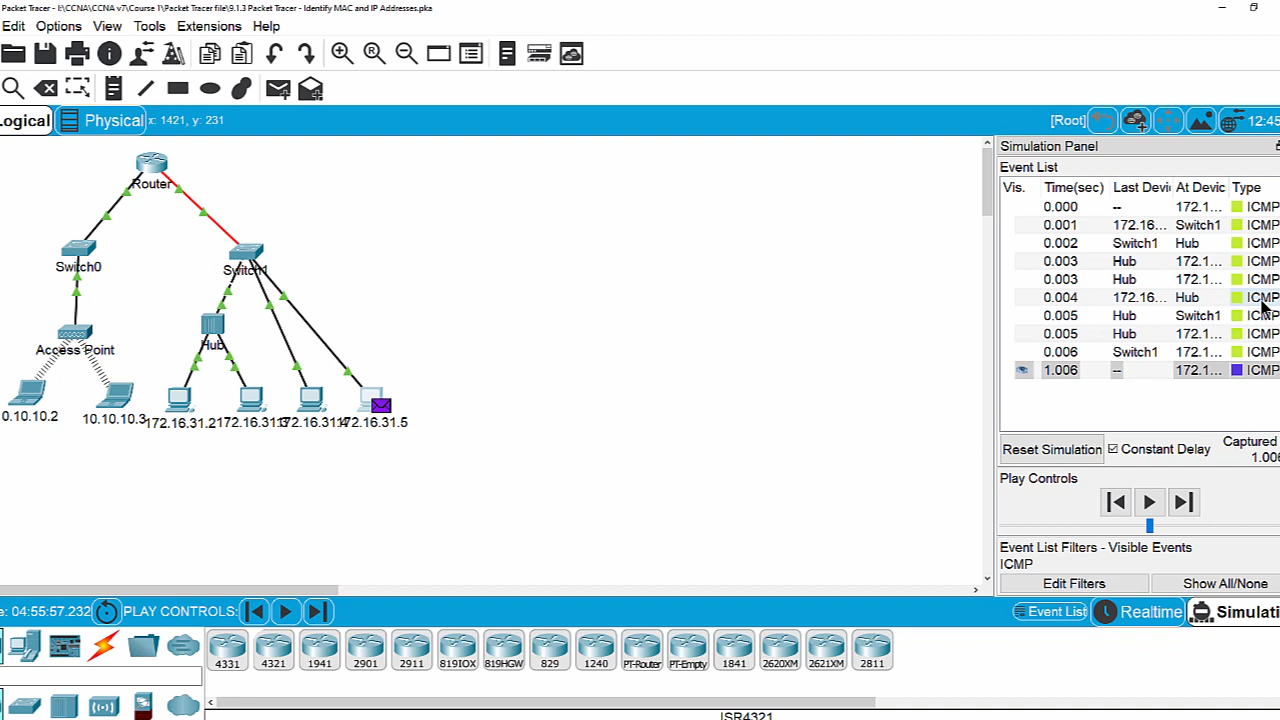 Packet Tracer - I:\CCNA\CCNA v7\Course 1\Packet Tracer file\9.1.3 Packet Tracer - Identify MAC and IP Addresses.pka
Edit Options View Tools Extensions Help
Logical Physical x: 1421, y: 231 [Root] 12:45
Router
Switch0
Switch1
Access Point
Hub
0.10.10.2
10.10.10.3
172.16.31.2
172.16.31.3
172.16.31.4
172.16.31.5
Simulation Panel
Event List
Vis. Time(sec) Last Devi At Devic Type
0.000 -- 172.1... ICMP
0.001 172.16... Switch1 ICMP
0.002 Switch1 Hub ICMP
0.003 Hub 172.1... ICMP
0.003 Hub 172.1... ICMP
0.004 172.16... Hub ICMP
0.005 Hub Switch1 ICMP
0.005 Hub 172.1... ICMP
0.006 Switch1 172.1... ICMP
1.006 -- 172.1... ICMP
Reset Simulation Constant Delay Captured
1.006
Play Controls
Event List Filters - Visible Events
ICMP
Edit Filters Show All/None
e: 04:55:57.232 PLAY CONTROLS: Event List Realtime Simulati
4331 4321 1941 2901 2911 819IOX 819HGW 829 1240 PT-Router PT-Empty 1841 2620XM 2621XM 2811
ISR4321